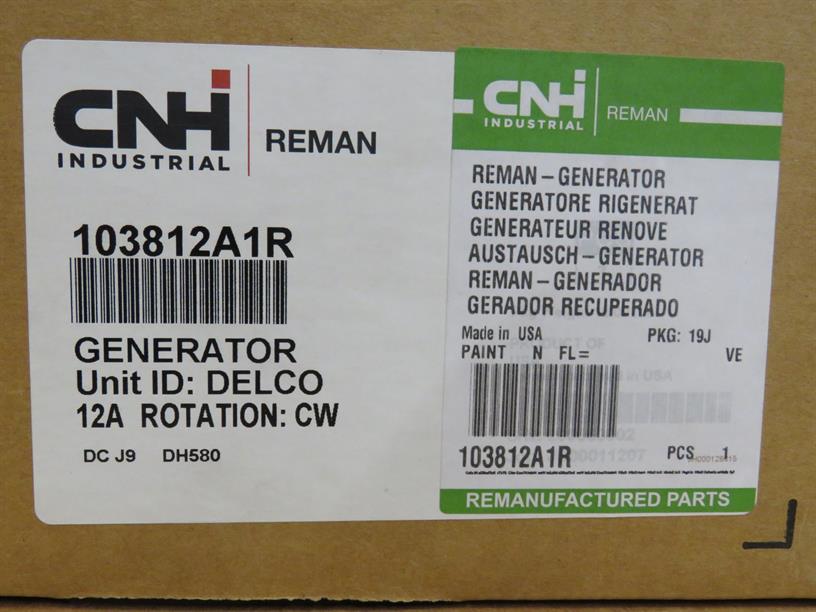 CNH
INDUSTRIAL
REMAN
103812A1R
GENERATOR
Unit ID: DELCO
12A ROTATION: CW
DC J9 DH580
CNH
INDUSTRIAL
REMAN
REMAN-GENERATOR
GENERATORE RIGENERAT
GENERATEUR RENOVE
AUSTAUSCH-GENERATOR
REMAN-GENERADOR
GERADOR RECUPERADO
Made in USA PKG: 19J
PAINT N FL= VE
103812A1R PCS 1
REMANUFACTURED PARTS